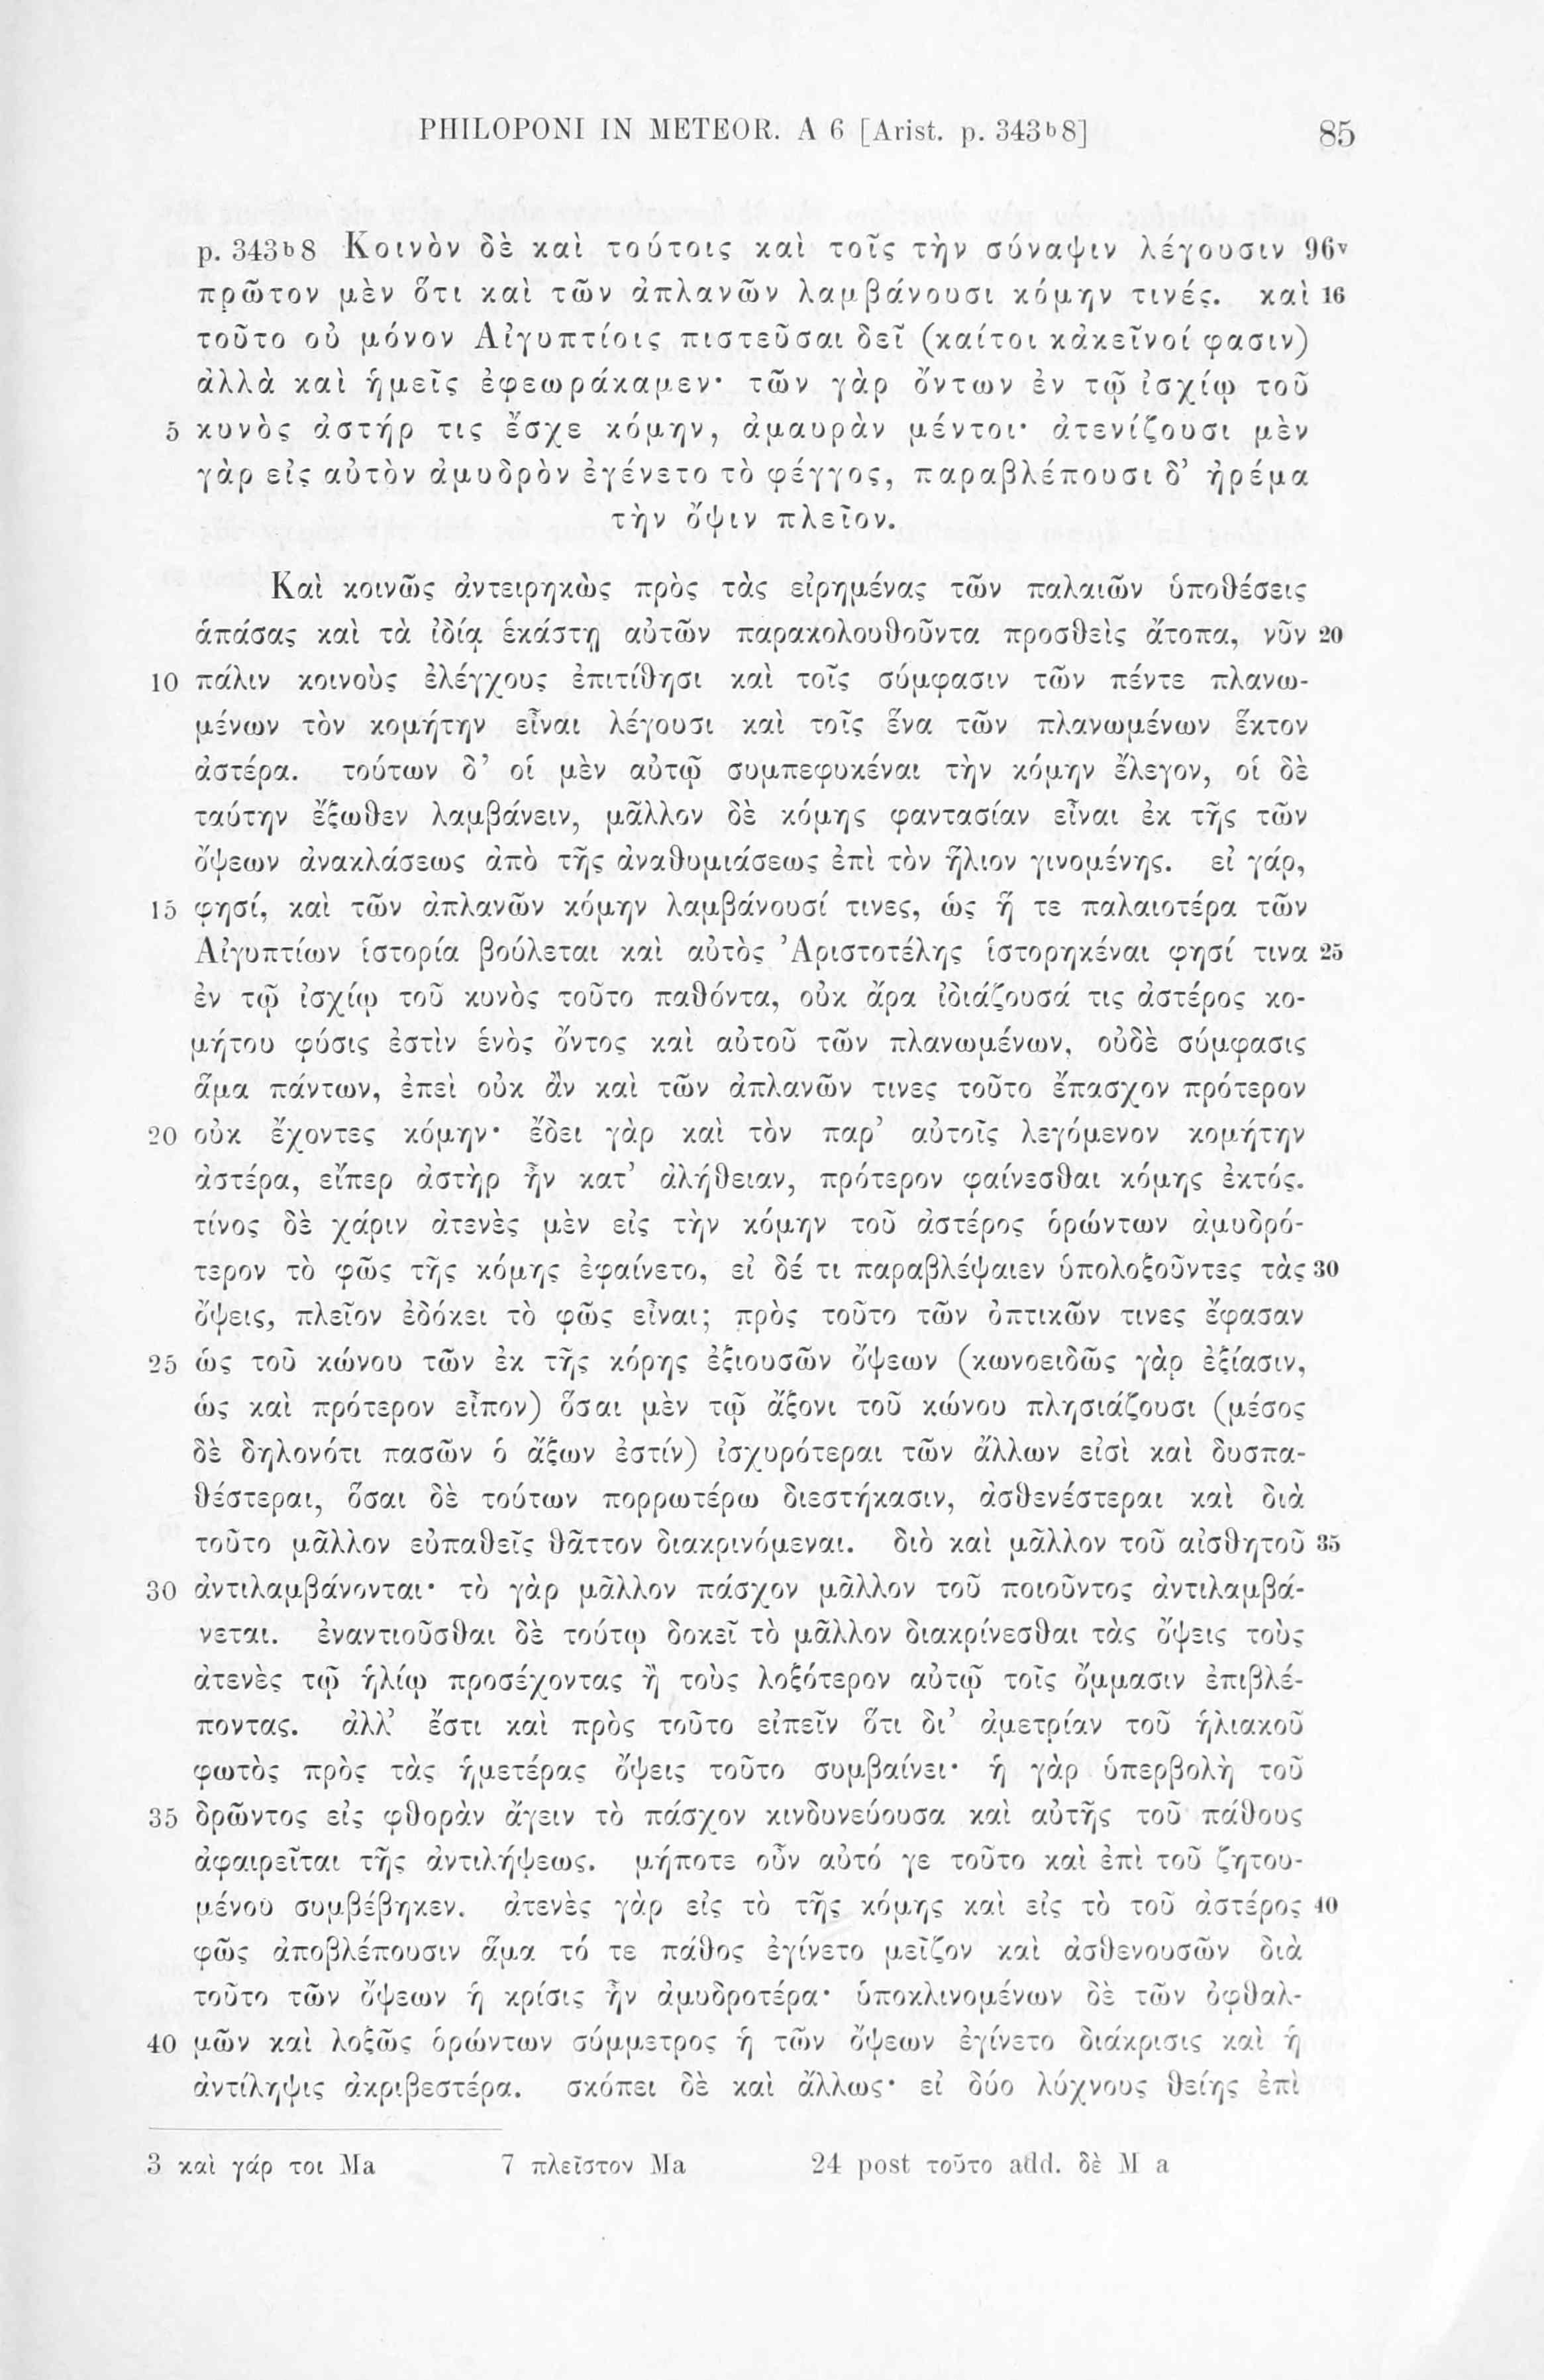 PHILOPONI IN METEOR. A 6 [Arist. p. 343ᵇ8] 85
p. 343ᵇ8 Κοινὸν δὲ καὶ τούτοις καὶ τοῖς τὴν σύναψιν λέγουσιν 96ᵛ
πρῶτον μὲν ὅτι καὶ τῶν ἀπλανῶν λαμβάνουσι κόμην τινές. καὶ 16
τοῦτο οὐ μόνον Αἰγυπτίοις πιστεῦσαι δεῖ (καίτοι κἀκεῖνοί φασιν)
ἀλλὰ καὶ ἡμεῖς ἐφεωράκαμεν· τῶν γὰρ ὄντων ἐν τῷ ἰσχίῳ τοῦ
5 κυνὸς ἀστήρ τις ἔσχε κόμην, ἀμαυρὰν μέντοι· ἀτενίζουσι μὲν
γὰρ εἰς αὐτὸν ἀμυδρὸν ἐγένετο τὸ φέγγος, παραβλέπουσι δ’ ἠρέμα
τὴν ὄψιν πλεῖον.
Καὶ κοινῶς ἀντειρηκὼς πρὸς τὰς εἰρημένας τῶν παλαιῶν ὑποθέσεις
ἁπάσας καὶ τὰ ἰδίᾳ ἑκάστῃ αὐτῶν παρακολουθοῦντα προσθεὶς ἄτοπα, νῦν 20
10 πάλιν κοινοὺς ἐλέγχους ἐπιτίθησι καὶ τοῖς σύμφασιν τῶν πέντε πλανω-
μένων τὸν κομήτην εἶναι λέγουσι καὶ τοῖς ἕνα τῶν πλανωμένων ἕκτον
ἀστέρα. τούτων δ’ οἱ μὲν αὐτῷ συμπεφυκέναι τὴν κόμην ἔλεγον, οἱ δὲ
ταύτην ἔξωθεν λαμβάνειν, μᾶλλον δὲ κόμης φαντασίαν εἶναι ἐκ τῆς τῶν
ὄψεων ἀνακλάσεως ἀπὸ τῆς ἀναθυμιάσεως ἐπὶ τὸν ἥλιον γινομένης. εἰ γάρ,
15 φησί, καὶ τῶν ἀπλανῶν κόμην λαμβάνουσί τινες, ὡς ἥ τε παλαιοτέρα τῶν
Αἰγυπτίων ἱστορία βούλεται καὶ αὐτὸς Ἀριστοτέλης ἱστορηκέναι φησί τινα 25
ἐν τῷ ἰσχίῳ τοῦ κυνὸς τοῦτο παθόντα, οὐκ ἄρα ἰδιάζουσά τις ἀστέρος κο-
μήτου φύσις ἐστὶν ἑνὸς ὄντος καὶ αὐτοῦ τῶν πλανωμένων, οὐδὲ σύμφασις
ἅμα πάντων, ἐπεὶ οὐκ ἂν καὶ τῶν ἀπλανῶν τινες τοῦτο ἔπασχον πρότερον
20 οὐκ ἔχοντες κόμην· ἔδει γὰρ καὶ τὸν παρ’ αὐτοῖς λεγόμενον κομήτην
ἀστέρα, εἴπερ ἀστὴρ ἦν κατ’ ἀλήθειαν, πρότερον φαίνεσθαι κόμης ἐκτός.
τίνος δὲ χάριν ἀτενὲς μὲν εἰς τὴν κόμην τοῦ ἀστέρος ὁρώντων ἀμυδρό-
τερον τὸ φῶς τῆς κόμης ἐφαίνετο, εἰ δέ τι παραβλέψαιεν ὑπολοξοῦντες τὰς 30
ὄψεις, πλεῖον ἐδόκει τὸ φῶς εἶναι; πρὸς τοῦτο τῶν ὀπτικῶν τινες ἔφασαν
25 ὡς τοῦ κώνου τῶν ἐκ τῆς κόρης ἐξιουσῶν ὄψεων (κωνοειδῶς γὰρ ἐξίασιν,
ὡς καὶ πρότερον εἶπον) ὅσαι μὲν τῷ ἄξονι τοῦ κώνου πλησιάζουσι (μέσος
δὲ δηλονότι πασῶν ὁ ἄξων ἐστίν) ἰσχυρότεραι τῶν ἄλλων εἰσὶ καὶ δυσπα-
θέστεραι, ὅσαι δὲ τούτων πορρωτέρω διεστήκασιν, ἀσθενέστεραι καὶ διὰ
τοῦτο μᾶλλον εὐπαθεῖς θᾶττον διακρινόμεναι. διὸ καὶ μᾶλλον τοῦ αἰσθητοῦ 35
30 ἀντιλαμβάνονται· τὸ γὰρ μᾶλλον πάσχον μᾶλλον τοῦ ποιοῦντος ἀντιλαμβά-
νεται. ἐναντιοῦσθαι δὲ τούτῳ δοκεῖ τὸ μᾶλλον διακρίνεσθαι τὰς ὄψεις τοὺς
ἀτενὲς τῷ ἡλίῳ προσέχοντας ἢ τοὺς λοξότερον αὐτῷ τοῖς ὄμμασιν ἐπιβλέ-
ποντας. ἀλλ’ ἔστι καὶ πρὸς τοῦτο εἰπεῖν ὅτι δι’ ἀμετρίαν τοῦ ἡλιακοῦ
φωτὸς πρὸς τὰς ἡμετέρας ὄψεις τοῦτο συμβαίνει· ἡ γὰρ ὑπερβολὴ τοῦ
35 δρῶντος εἰς φθορὰν ἄγειν τὸ πάσχον κινδυνεύουσα καὶ αὐτῆς τοῦ πάθους
ἀφαιρεῖται τῆς ἀντιλήψεως. μήποτε οὖν αὐτό γε τοῦτο καὶ ἐπὶ τοῦ ζητου-
μένου συμβέβηκεν. ἀτενὲς γὰρ εἰς τὸ τῆς κόμης καὶ εἰς τὸ τοῦ ἀστέρος 40
φῶς ἀποβλέπουσιν ἅμα τό τε πάθος ἐγίνετο μεῖζον καὶ ἀσθενουσῶν διὰ
τοῦτο τῶν ὄψεων ἡ κρίσις ἦν ἀμυδροτέρα· ὑποκλινομένων δὲ τῶν ὀφθαλ-
40 μῶν καὶ λοξῶς ὁρώντων σύμμετρος ἡ τῶν ὄψεων ἐγίνετο διάκρισις καὶ ἡ
ἀντίληψις ἀκριβεστέρα. σκόπει δὲ καὶ ἄλλως· εἰ δύο λύχνους θείης ἐπὶ
3 καὶ γάρ τοι Ma 7 πλεῖστον Ma 24 post τοῦτο add. δὲ M a